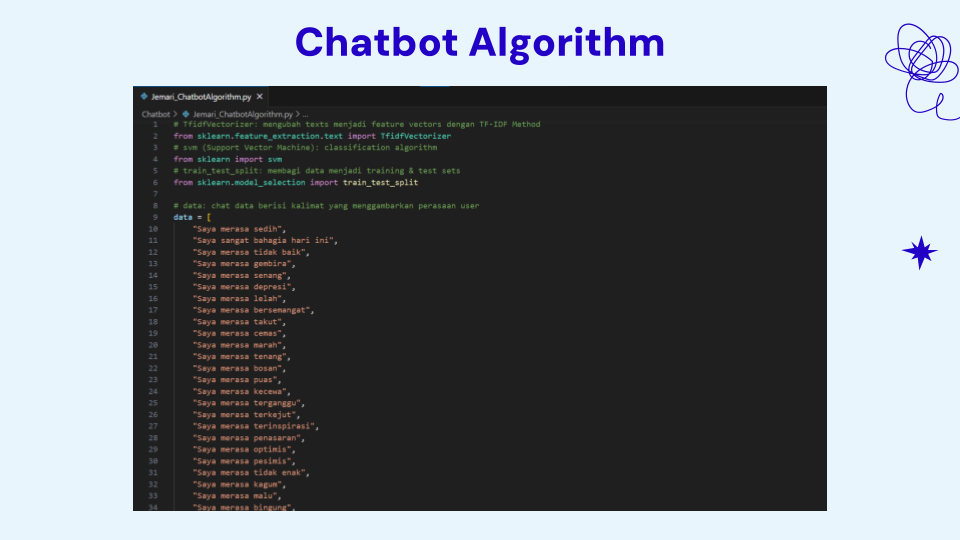 Chatbot Algorithm
Jemari_ChatbotAlgorithm.py ×
Chatbot > Jemari_ChatbotAlgorithm.py > ...
1 # TfidfVectorizer: mengubah texts menjadi feature vectors dengan TF-IDF Method
2 from sklearn.feature_extraction.text import TfidfVectorizer
3 # svm (Support Vector Machine): classification algorithm
4 from sklearn import svm
5 # train_test_split: membagi data menjadi training & test sets
6 from sklearn.model_selection import train_test_split
7
8 # data: chat data berisi kalimat yang menggambarkan perasaan user
9 data = [
10 "Saya merasa sedih",
11 "Saya sangat bahagia hari ini",
12 "Saya merasa tidak baik",
13 "Saya merasa gembira",
14 "Saya merasa senang",
15 "Saya merasa depresi",
16 "Saya merasa lelah",
17 "Saya merasa bersemangat",
18 "Saya merasa takut",
19 "Saya merasa cemas",
20 "Saya merasa marah",
21 "Saya merasa tenang",
22 "Saya merasa bosan",
23 "Saya merasa puas",
24 "Saya merasa kecewa",
25 "Saya merasa terganggu",
26 "Saya merasa terkejut",
27 "Saya merasa terinspirasi",
28 "Saya merasa penasaran",
29 "Saya merasa optimis",
30 "Saya merasa pesimis",
31 "Saya merasa tidak enak",
32 "Saya merasa kagum",
33 "Saya merasa malu",
34 "Saya merasa bingung",